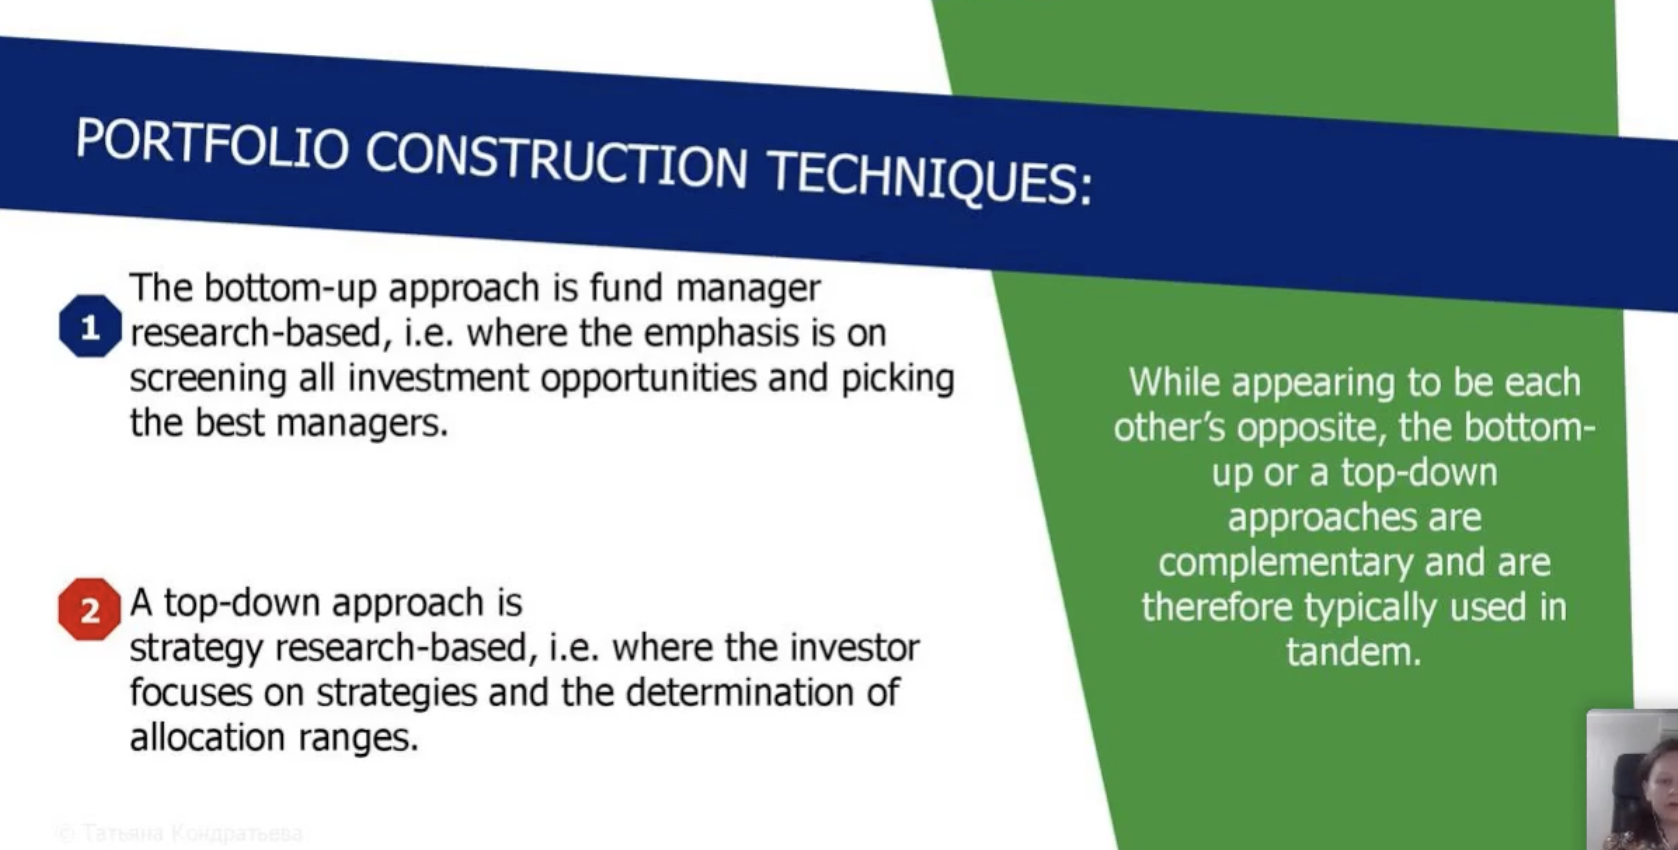 PORTFOLIO CONSTRUCTION TECHNIQUES:
1
The bottom-up approach is fund manager
research-based, i.e. where the emphasis is on
screening all investment opportunities and picking
the best managers.
2
A top-down approach is
strategy research-based, i.e. where the investor
focuses on strategies and the determination of
allocation ranges.
While appearing to be each
other’s opposite, the bottom-
up or a top-down
approaches are
complementary and are
therefore typically used in
tandem.
© Татьяна Кондратьева